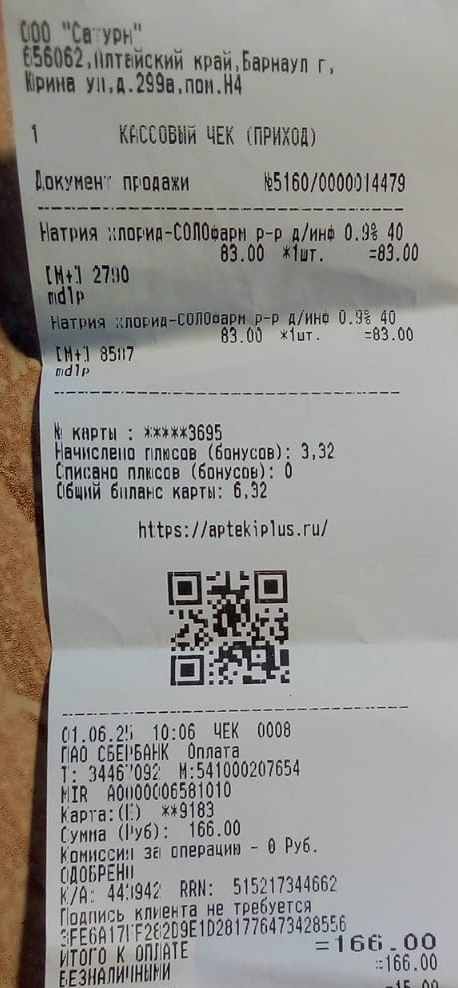 ООО "Сатурн"
656062,Алтайский край,Барнаул г,
Юрина ул,д.299в,пом.Н4
1 КАССОВЫЙ ЧЕК (ПРИХОД)
Документ продажи №5160/0000014479
Натрия хлорид-СОЛОфарм р-р д/инф 0.9% 40
83.00 *1шт. =83.00
[M+] 2790
mdlp
Натрия хлорид-СОЛОфарм р-р д/инф 0.9% 40
83.00 *1шт. =83.00
[M+] 8507
mdlp
№ карты : *****3695
Начислено плюсов (бонусов): 3,32
Списано плюсов (бонусов): 0
Общий баланс карты: 6,32
https://aptekiplus.ru/
01.06.25 10:06 ЧЕК 0008
ПАО СБЕРБАНК Оплата
Т: М:541000207654
MIR A0000006581010
Карта: **9183
Сумма (Руб): 166.00
Комиссия за операцию - 0 Руб.
ОДОБРЕНО
К/А: RRN: 515217344662
Подпись клиента не требуется
ИТОГО К ОПЛАТЕ =166.00
БЕЗНАЛИЧНЫМИ =166.00